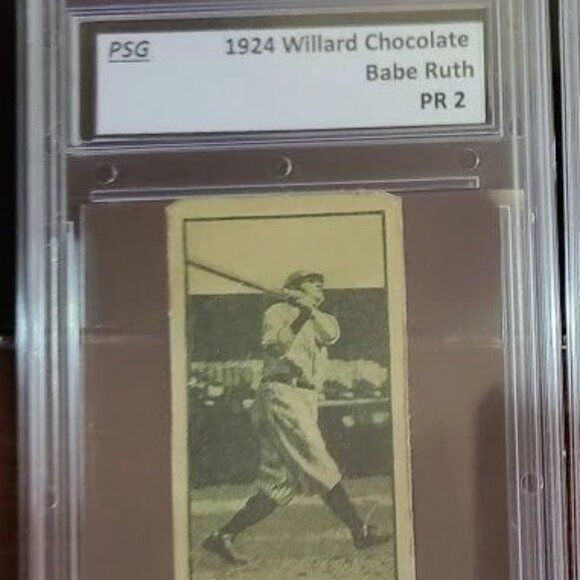 PSG 1924 Willard Chocolate
Babe Ruth
PR 2